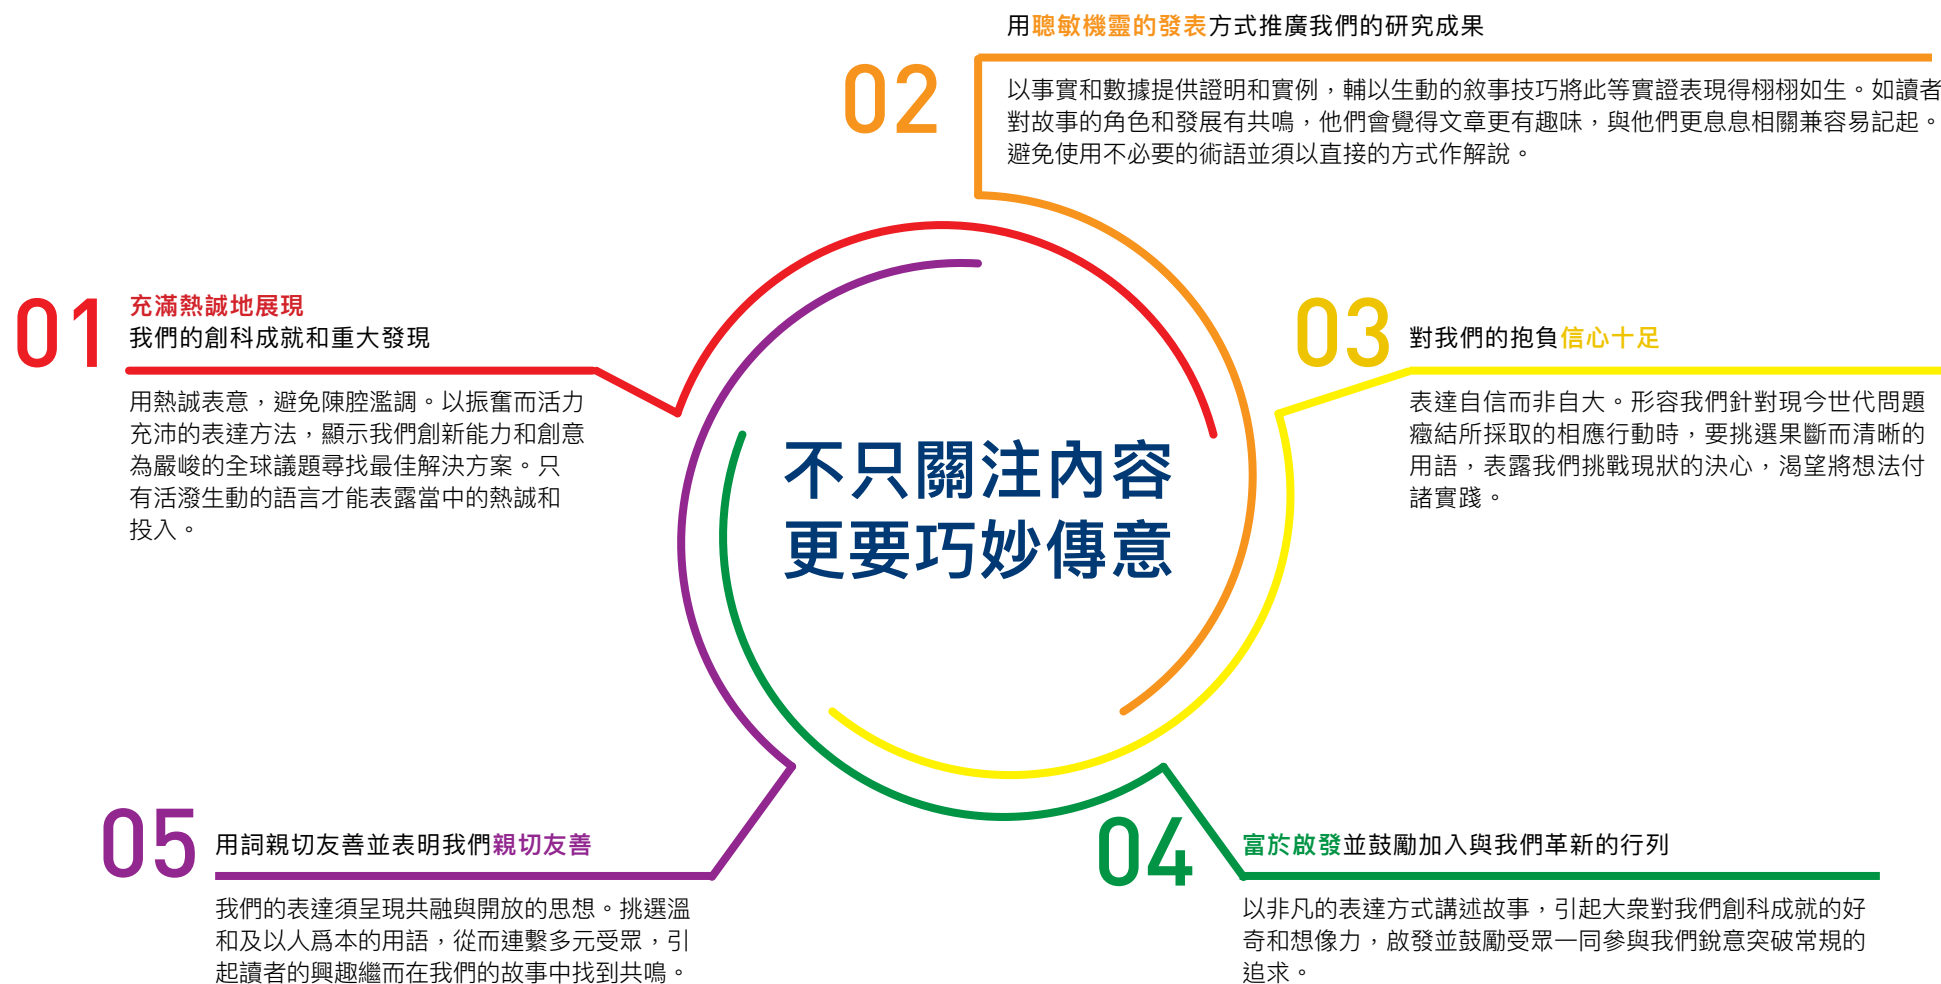 不只關注內容
更要巧妙傳意
01
充滿熱誠地展現
我們的創科成就和重大發現
用熱誠表意，避免陳腔濫調。以振奮而活力
充沛的表達方法，顯示我們創新能力和創意
為嚴峻的全球議題尋找最佳解決方案。只
有活潑生動的語言才能表露當中的熱誠和
投入。
02
用聰敏機靈的發表方式推廣我們的研究成果
以事實和數據提供證明和實例，輔以生動的敘事技巧將此等實證表現得栩栩如生。如讀者
對故事的角色和發展有共鳴，他們會覺得文章更有趣味，與他們更息息相關兼容易記起。
避免使用不必要的術語並須以直接的方式作解說。
03
對我們的抱負信心十足
表達自信而非自大。形容我們針對現今世代問題
癥結所採取的相應行動時，要挑選果斷而清晰的
用語，表露我們挑戰現狀的決心，渴望將想法付
諸實踐。
04
富於啟發並鼓勵加入與我們革新的行列
以非凡的表達方式講述故事，引起大衆對我們創科成就的好
奇和想像力，啟發並鼓勵受眾一同參與我們銳意突破常規的
追求。
05
用詞親切友善並表明我們親切友善
我們的表達須呈現共融與開放的思想。挑選溫
和及以人爲本的用語，從而連繫多元受眾，引
起讀者的興趣繼而在我們的故事中找到共鳴。